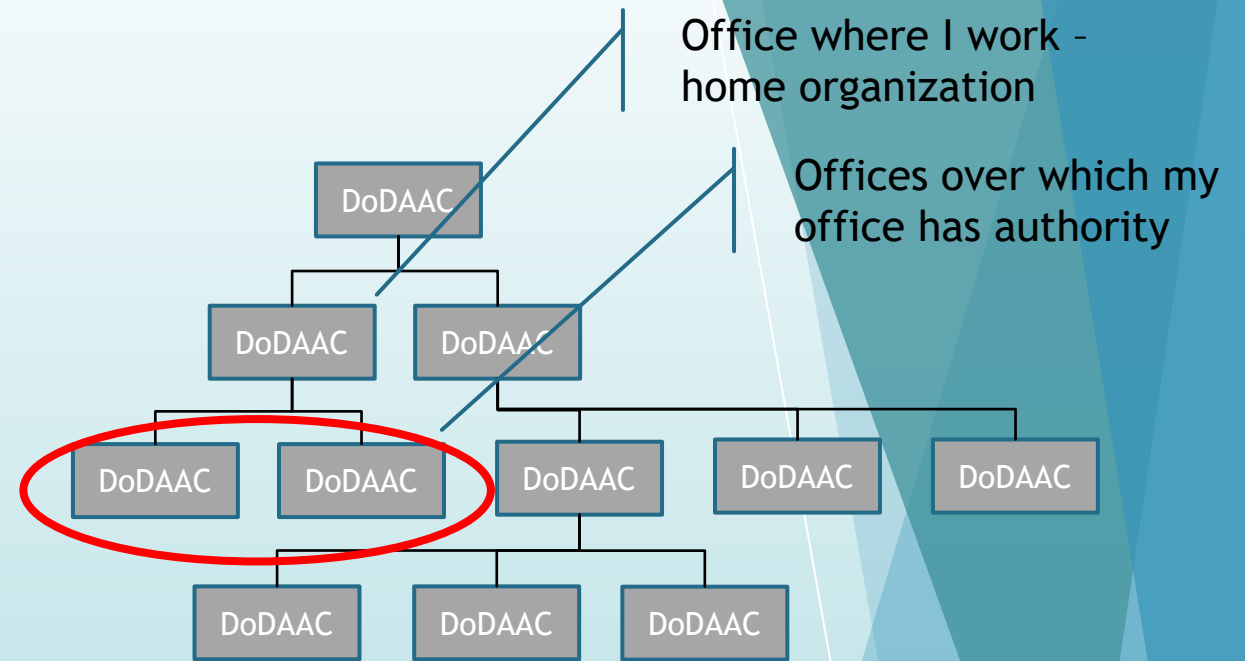 Office where I work –
home organization
Offices over which my
office has authority
DoDAAC
DoDAAC
DoDAAC
DoDAAC
DoDAAC
DoDAAC
DoDAAC
DoDAAC
DoDAAC
DoDAAC
DoDAAC